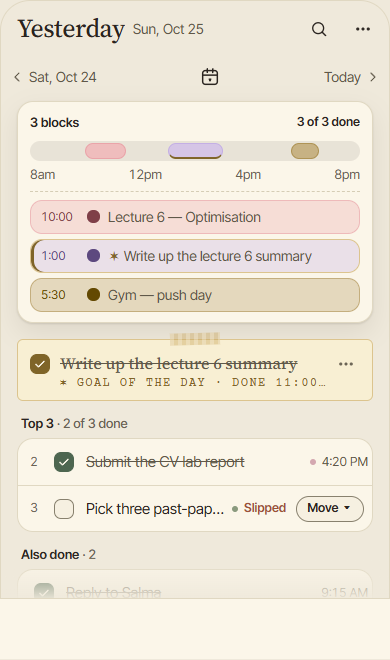 Yesterday Sun, Oct 25
Sat, Oct 24 Today
3 blocks 3 of 3 done
8am 12pm 4pm 8pm
10:00 Lecture 6 — Optimisation
1:00 ✶ Write up the lecture 6 summary
5:30 Gym — push day
Write up the lecture 6 summary
✶ GOAL OF THE DAY · DONE 11:00…
Top 3 · 2 of 3 done
2 Submit the CV lab report 4:20 PM
3 Pick three past-pap… Slipped Move
Also done · 2
Reply to Salma 9:15 AM